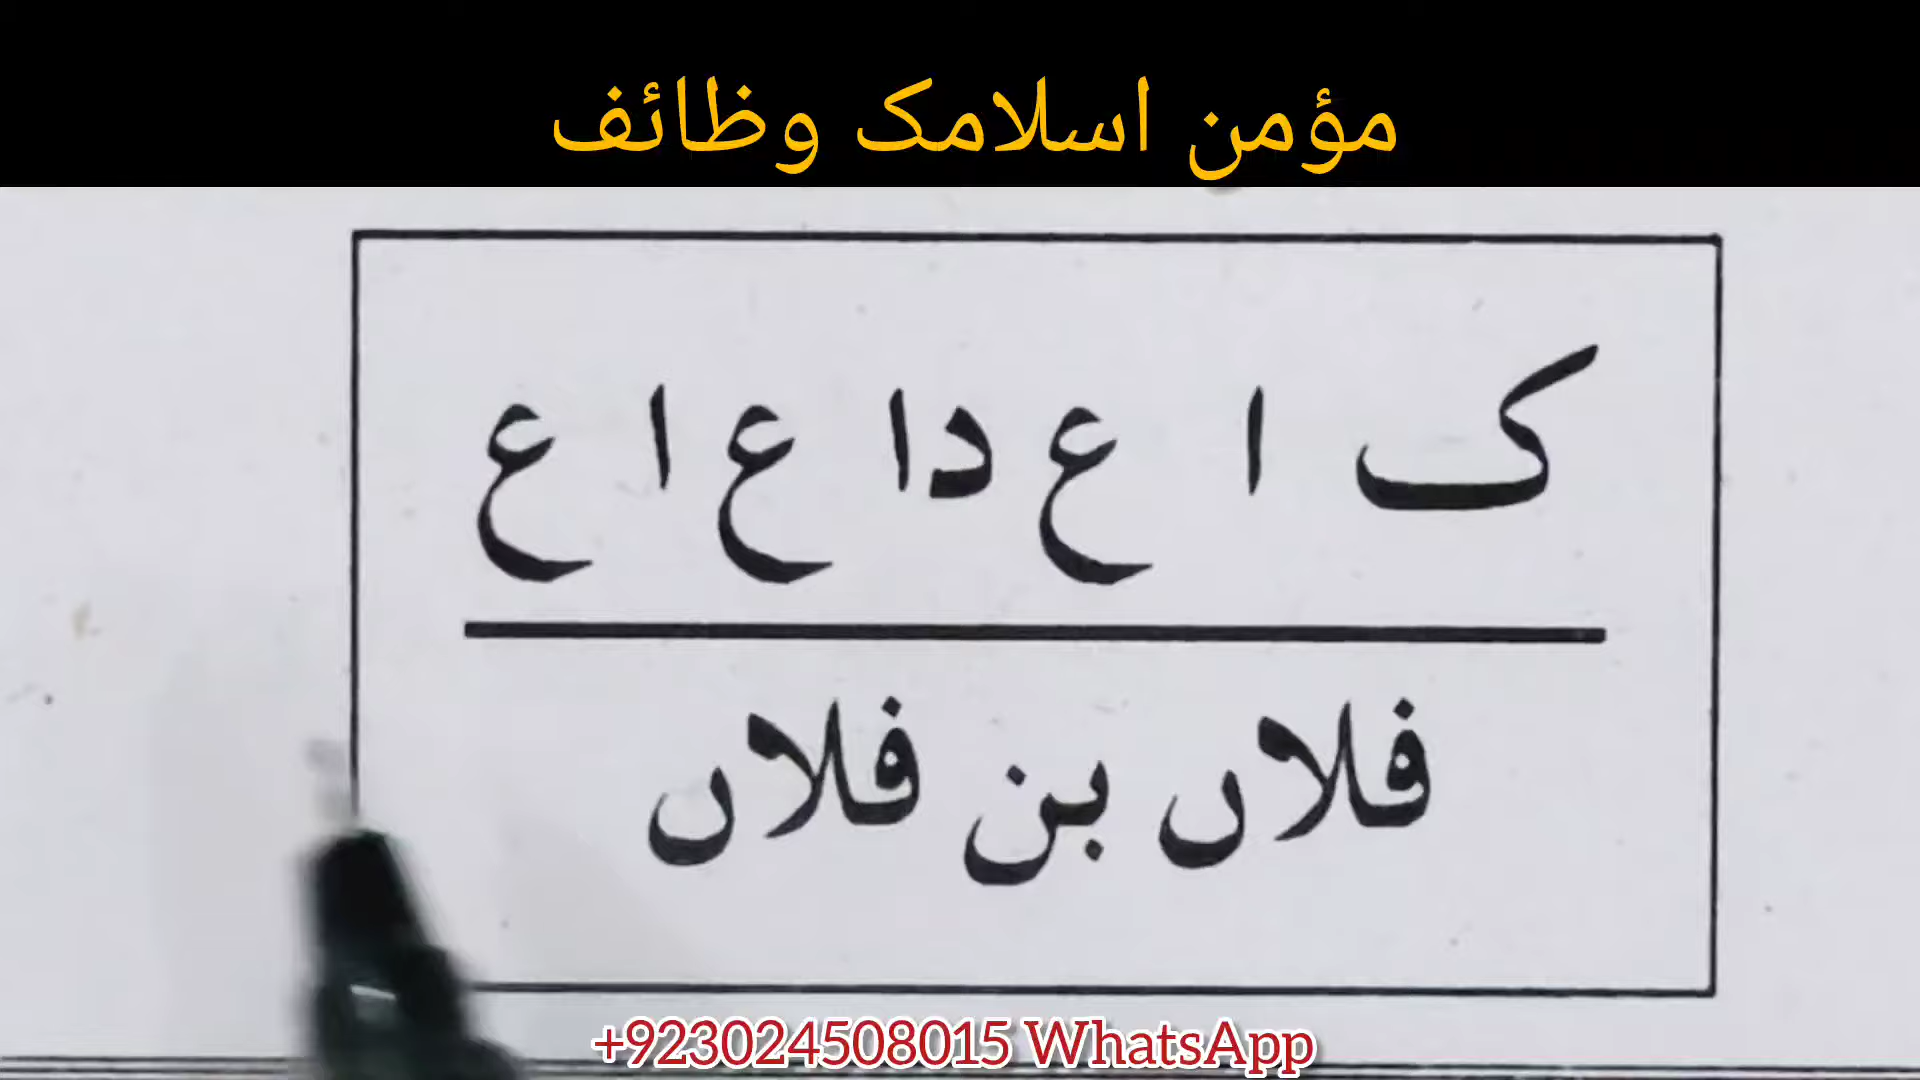 مؤمن اسلامک وظائف
ک ا ع دا ع ا ع
فلاں بن فلاں
+923024508015 WhatsApp